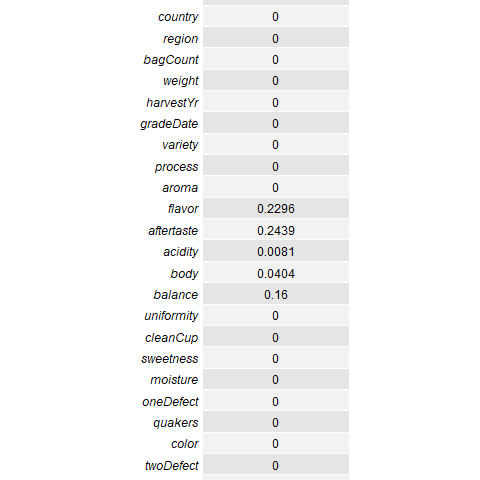 country 0
region 0
bagCount 0
weight 0
harvestYr 0
gradeDate 0
variety 0
process 0
aroma 0
flavor 0.2296
aftertaste 0.2439
acidity 0.0081
body 0.0404
balance 0.16
uniformity 0
cleanCup 0
sweetness 0
moisture 0
oneDefect 0
quakers 0
color 0
twoDefect 0